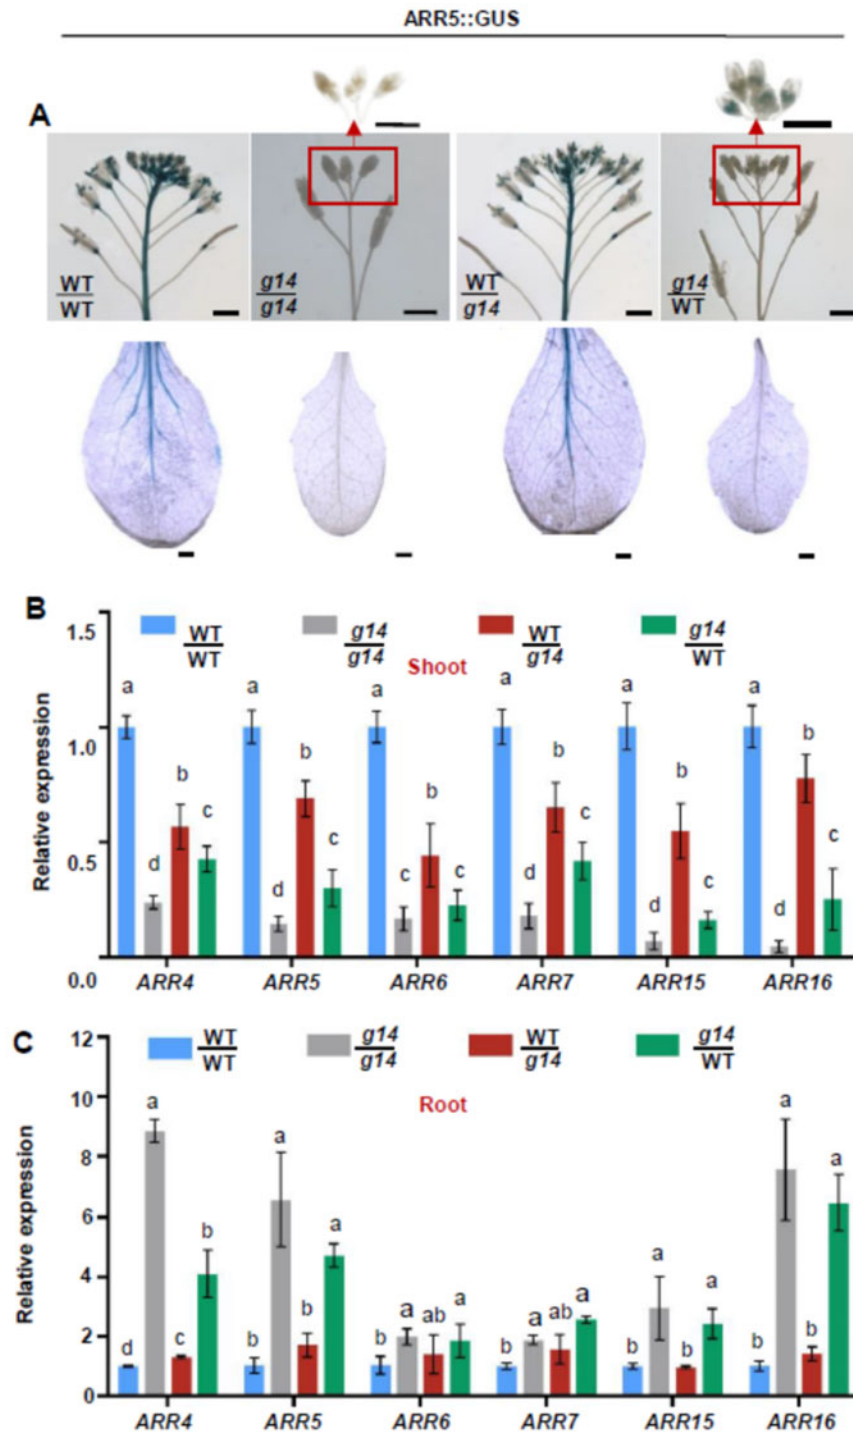 ARR5::GUS
A
WT
WT
g14
g14
WT
g14
g14
WT
B
WT
WT
g14
g14
WT
g14
g14
WT
Shoot
Relative expression
1.5
1.0
0.5
0.0
a d b c
a d b c
a c b c
a d b c
a d b c
a d b c
ARR4 ARR5 ARR6 ARR7 ARR15 ARR16
C
WT
WT
g14
g14
WT
g14
g14
WT
Root
Relative expression
12
10
8
6
4
2
0
d a c b
b a b a
b a ab a
b a ab a
b a b a
b a b a
ARR4 ARR5 ARR6 ARR7 ARR15 ARR16